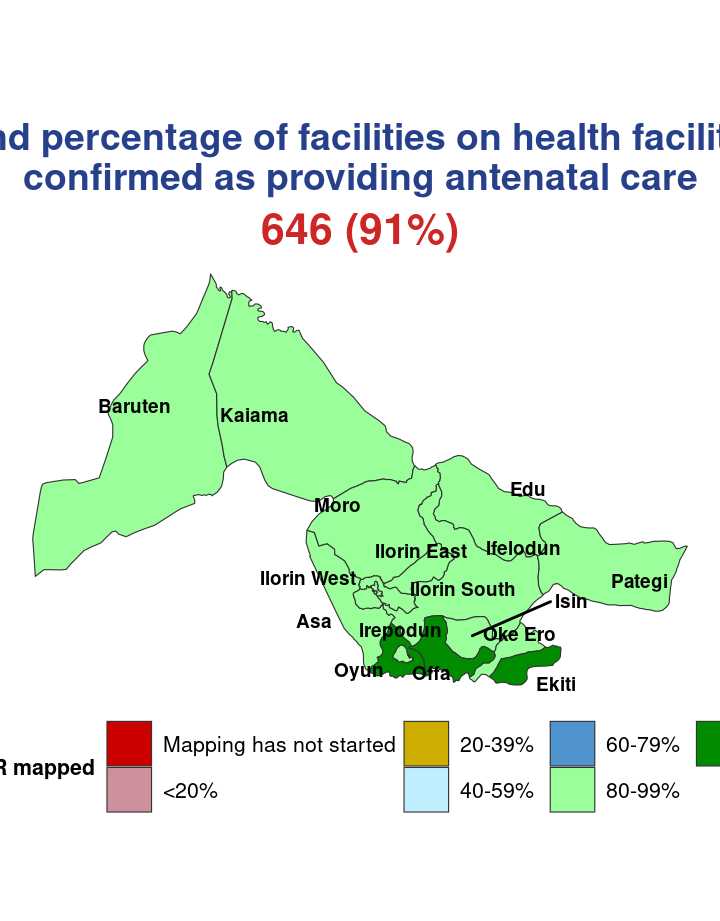 nd percentage of facilities on health facilit
confirmed as providing antenatal care
646 (91%)
Baruten
Kaiama
Edu
Moro
Ilorin East
Ifelodun
Ilorin West
Pategi
Ilorin South
Isin
Asa
Irepodun
Oke Ero
Oyun
Offa
Ekiti
R mapped
Mapping has not started
20-39%
60-79%
<20%
40-59%
80-99%